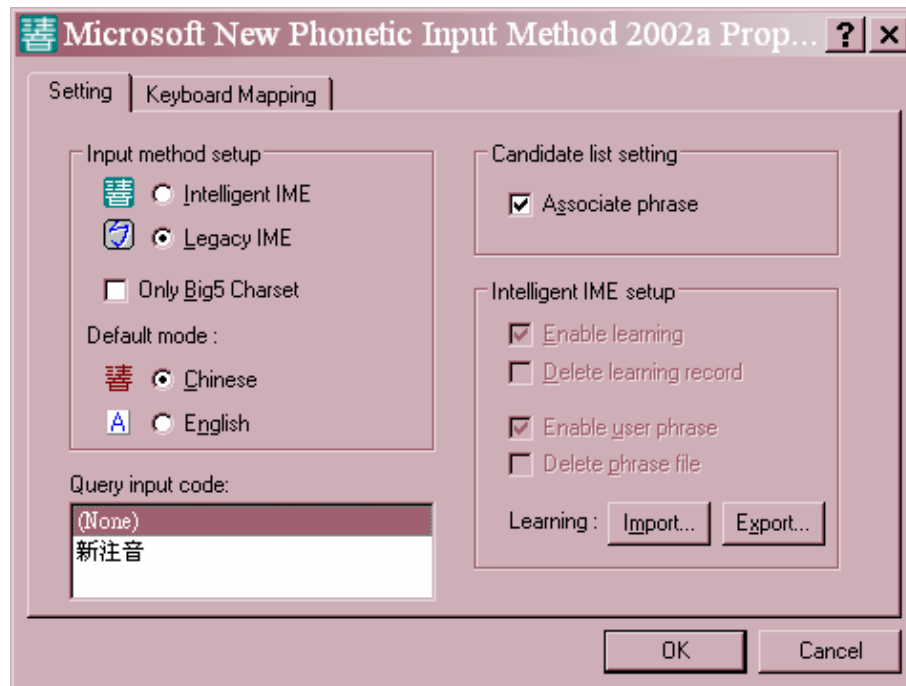 Microsoft New Phonetic Input Method 2002a Prop...
Setting
Keyboard Mapping
Input method setup
Intelligent IME
Legacy IME
Only Big5 Charset
Default mode :
Chinese
A English
Query input code:
(None)
新注音
Candidate list setting
Associate phrase
Intelligent IME setup
Enable learning
Delete learning record
Enable user phrase
Delete phrase file
Learning : Import... Export...
OK
Cancel